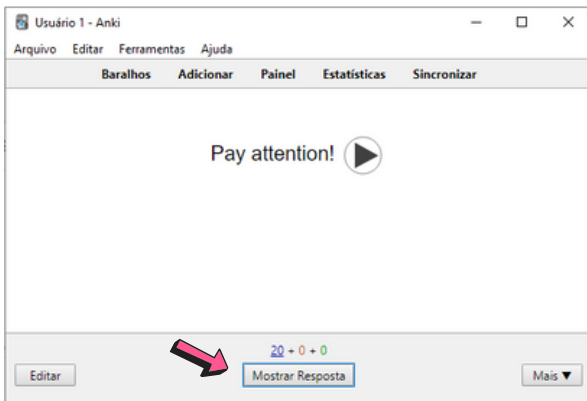 Usuário 1 - Anki
Arquivo Editar Ferramentas Ajuda
Baralhos Adicionar Painel Estatísticas Sincronizar
Pay attention!
20 + 0 + 0
Editar Mostrar Resposta Mais ▼